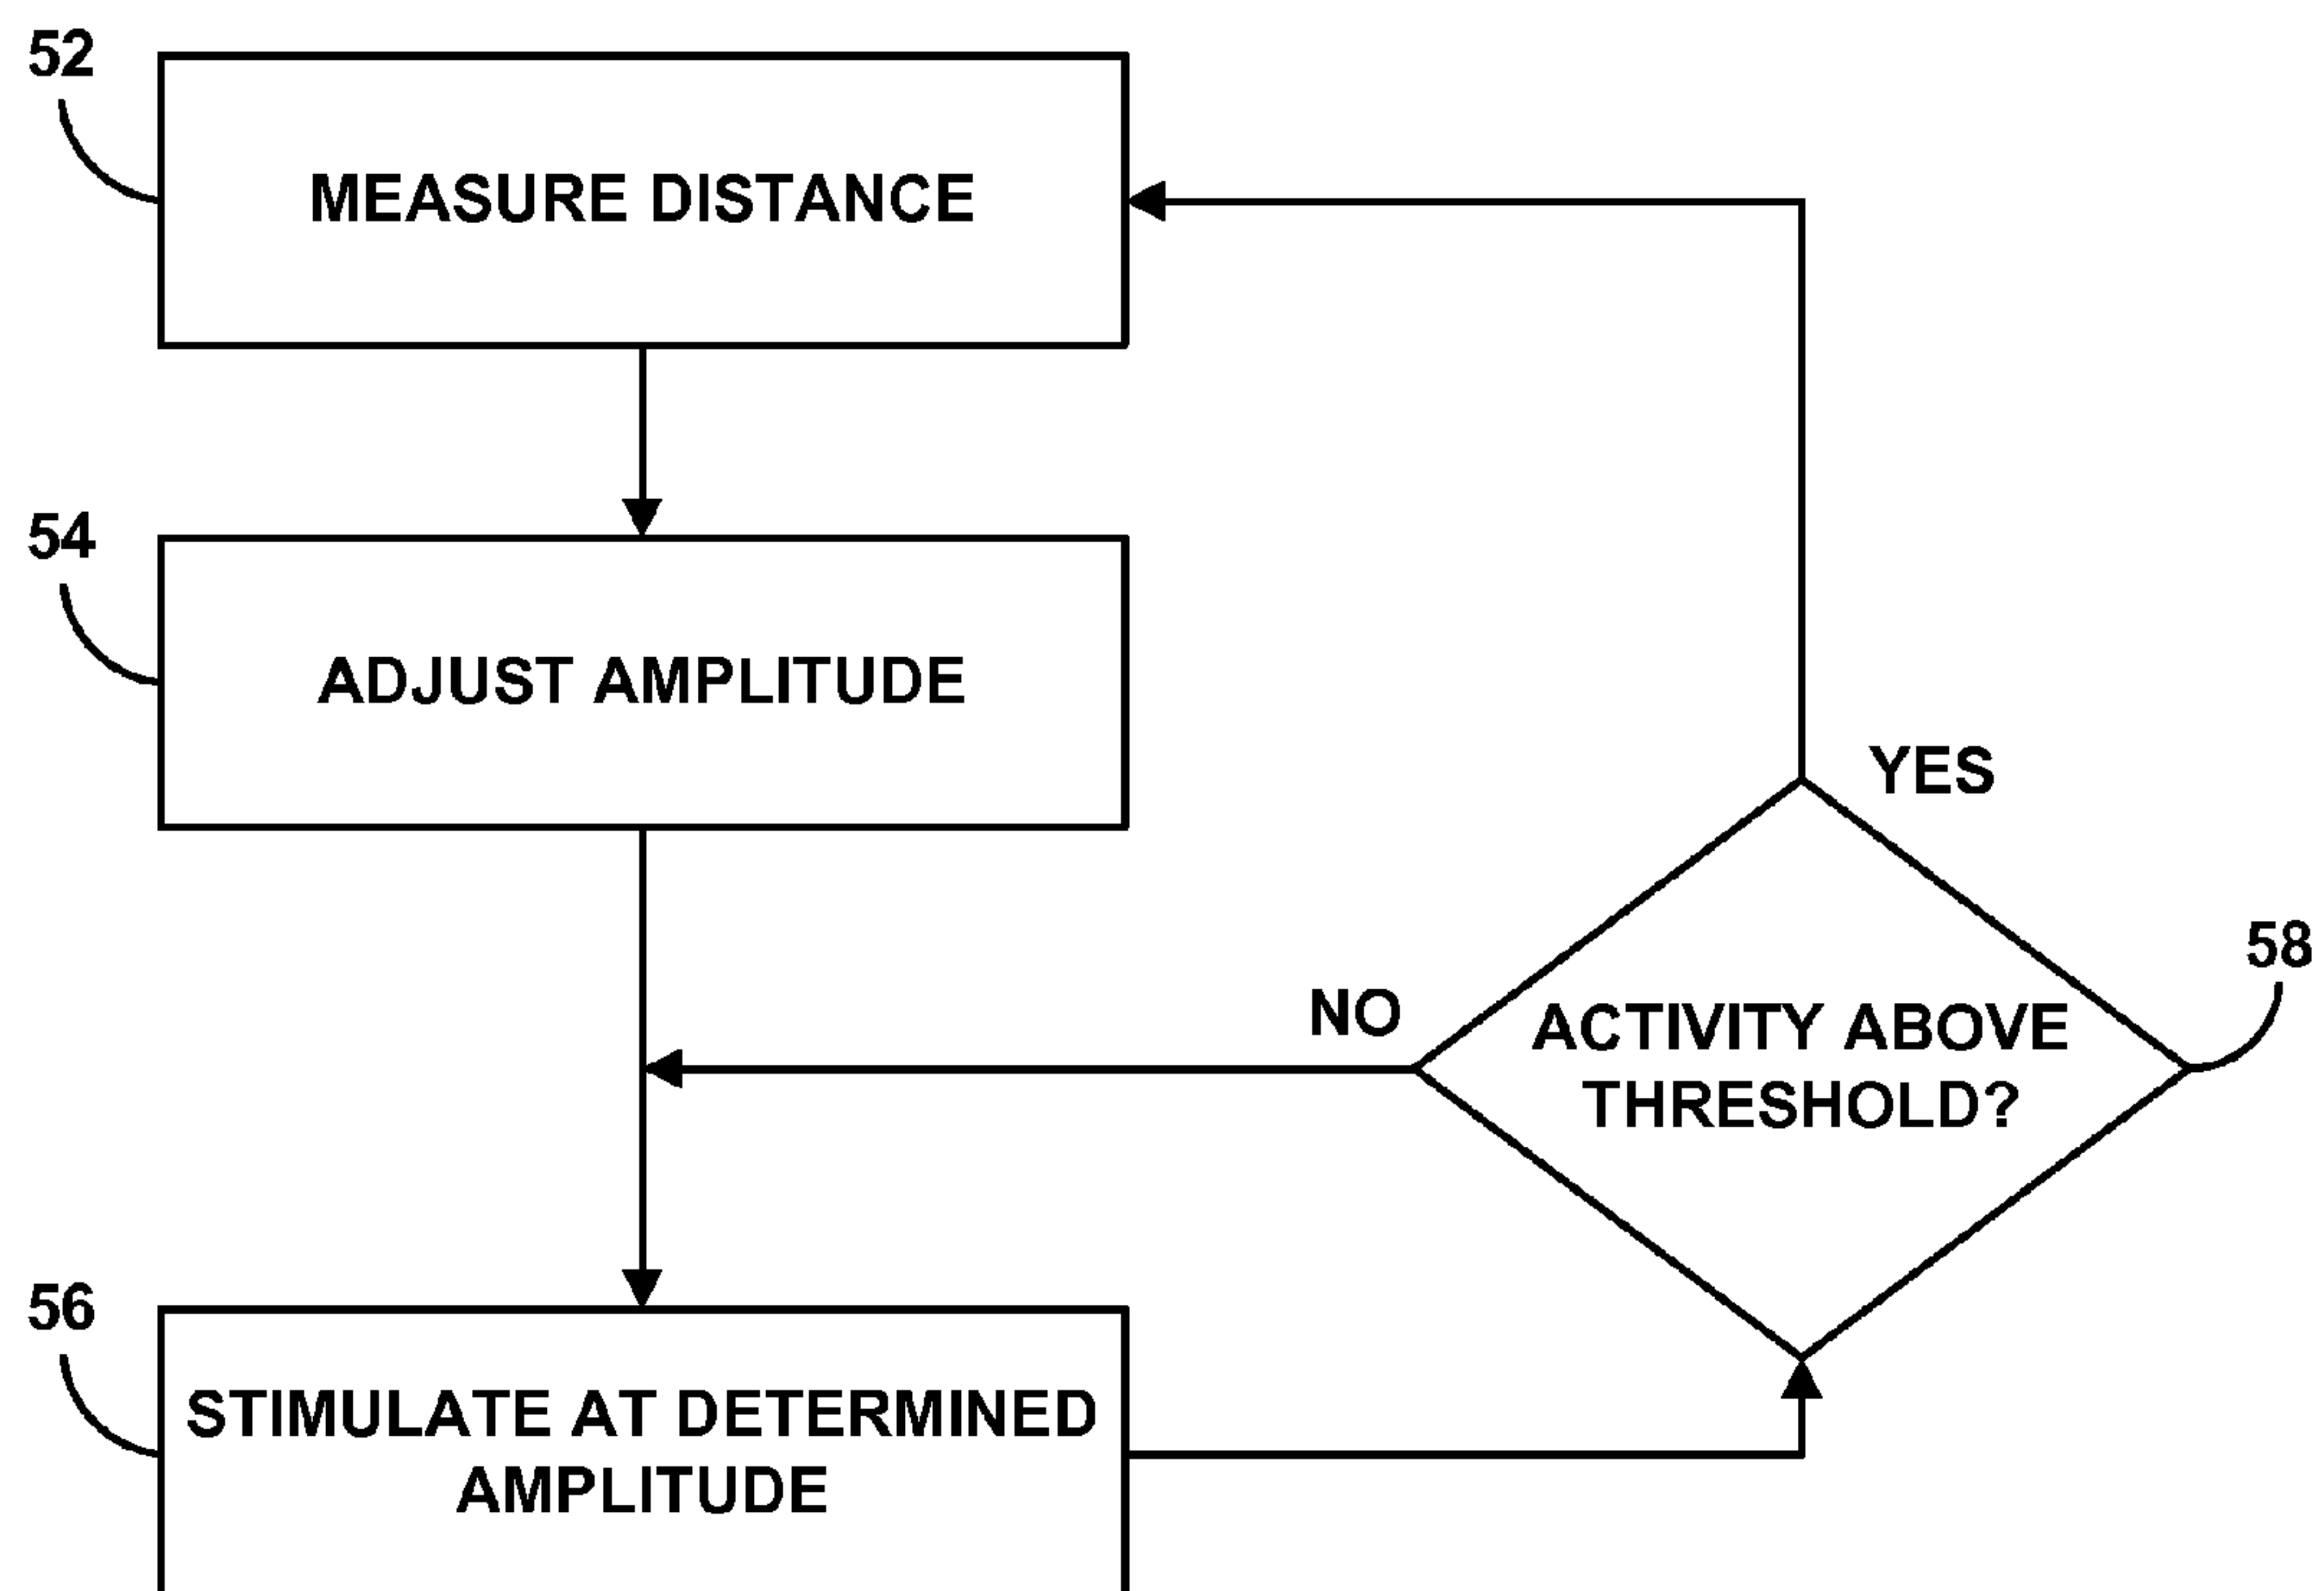 52
MEASURE DISTANCE
54
ADJUST AMPLITUDE
YES
58
NO
ACTIVITY ABOVE
THRESHOLD?
56
STIMULATE AT DETERMINED
AMPLITUDE